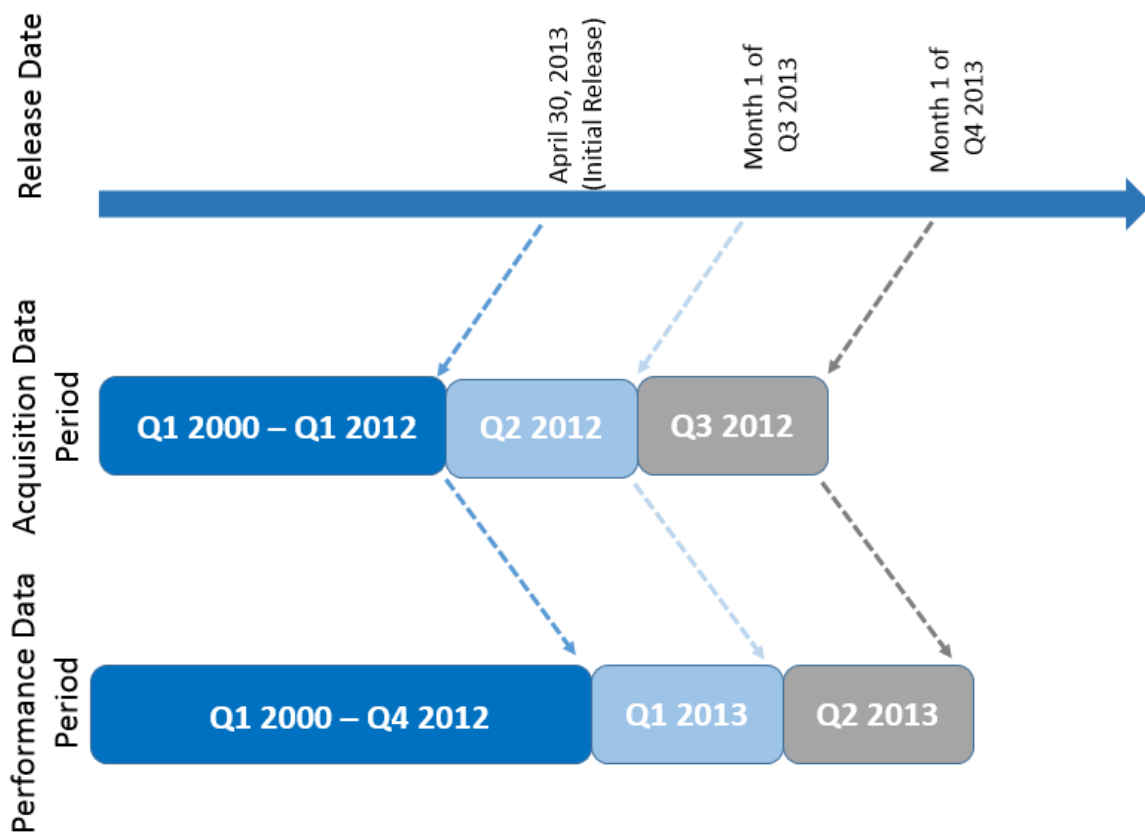 Release Date
April 30, 2013
(Initial Release)
Month 1 of
Q3 2013
Month 1 of
Q4 2013
Acquisition Data
Period
Q1 2000 – Q1 2012
Q2 2012
Q3 2012
Performance Data
Period
Q1 2000 – Q4 2012
Q1 2013
Q2 2013